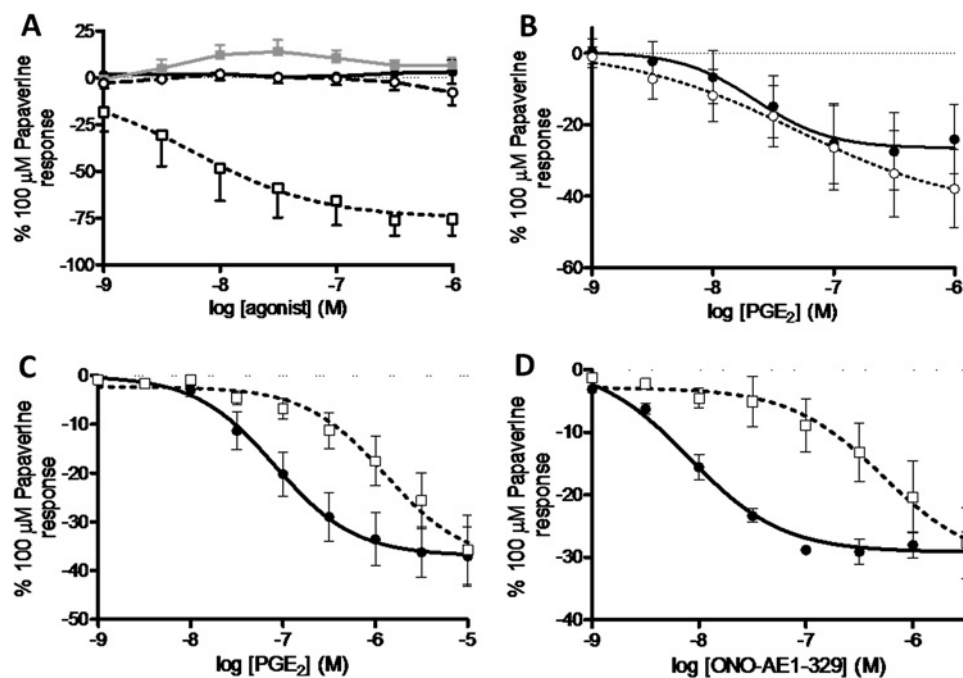 A
% 100 µM Papaverine
response
25
0
-25
-50
-75
-100
-9
-8
-7
-6
log [agonist] (M)
B
% 100 µM Papaverine
response
0
-20
-40
-60
-9
-8
-7
-6
log [PGE2] (M)
C
% 100 µM Papaverine
response
0
-10
-20
-30
-40
-50
-9
-8
-7
-6
-5
log [PGE2] (M)
D
% 100 µM Papaverine
response
0
-10
-20
-30
-40
-9
-8
-7
-6
log [ONO-AE1-329] (M)